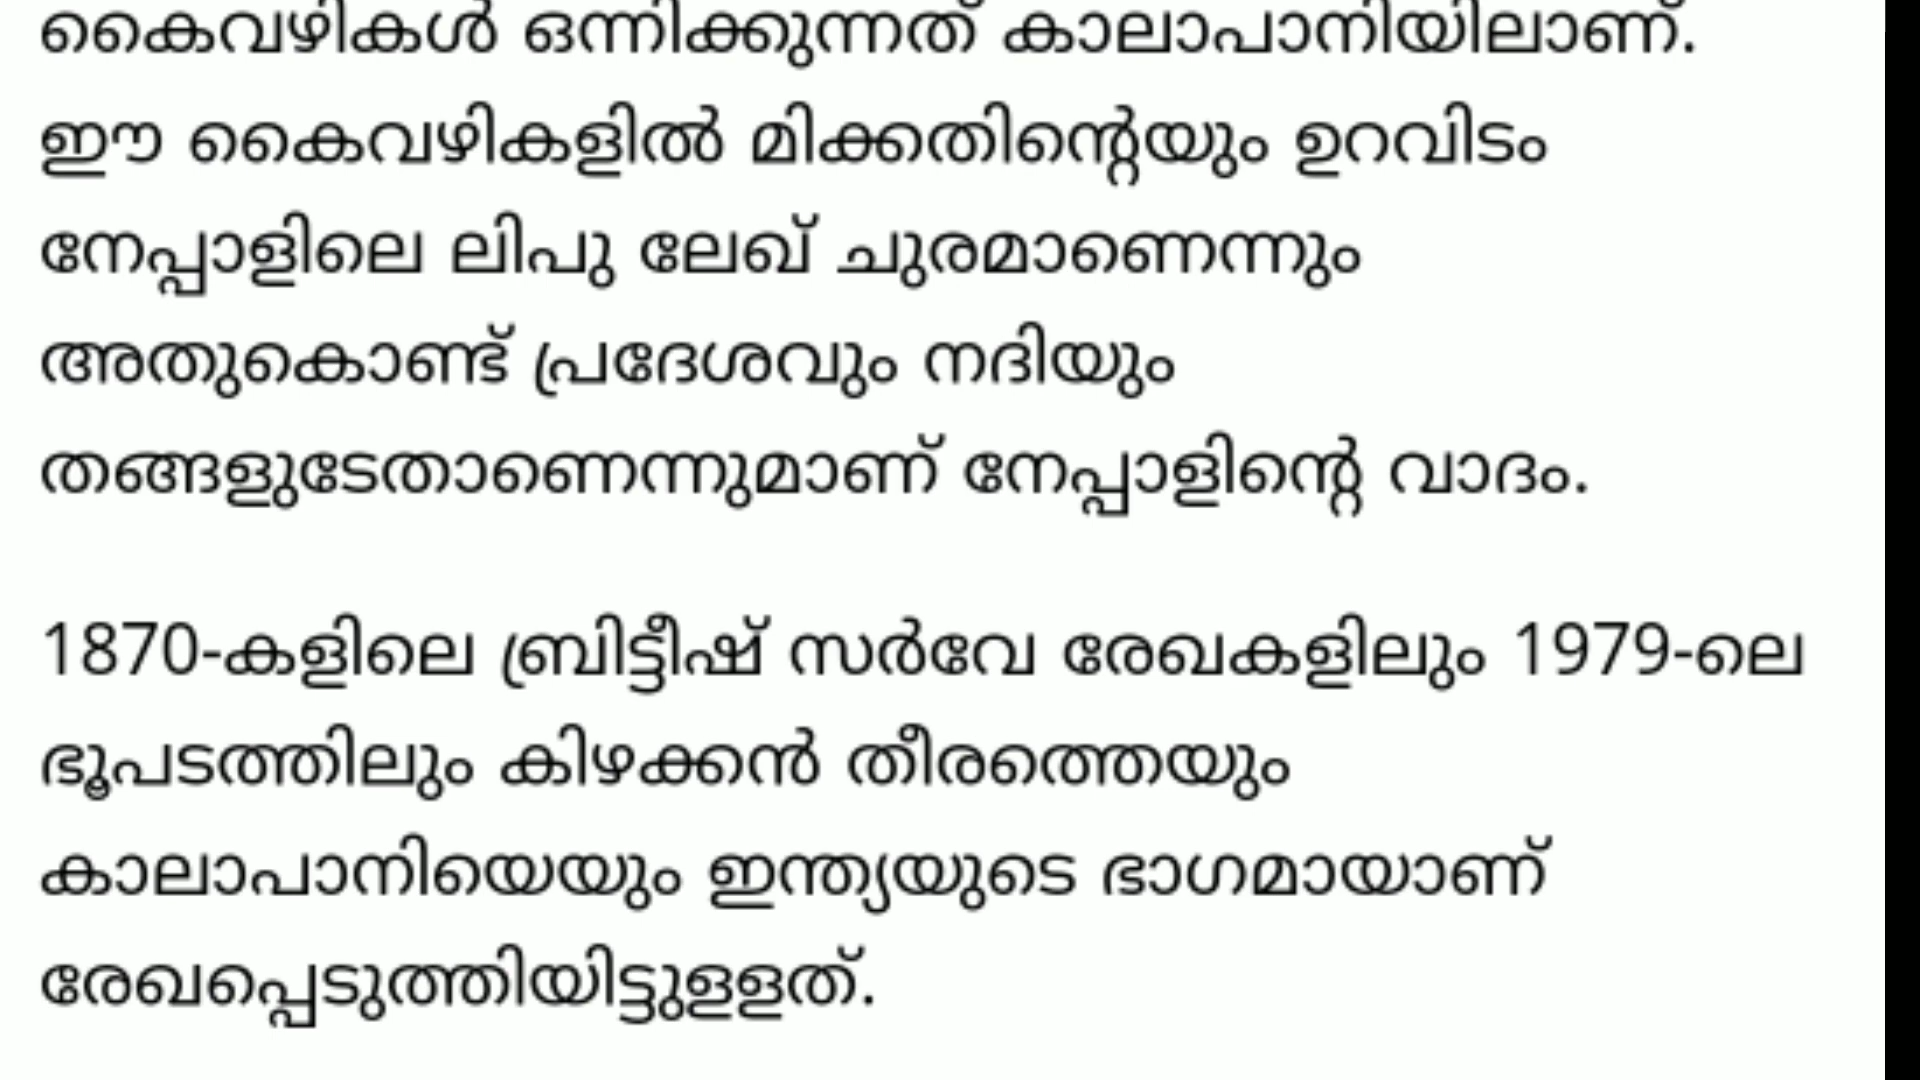 കൈവഴികൾ ഒന്നിക്കുന്നത് കാലാപാനിയിലാണ്.
ഈ കൈവഴികളിൽ മിക്കതിന്റെയും ഉറവിടം
നേപ്പാളിലെ ലിപു ലേഖ് ചുരമാണെന്നും
അതുകൊണ്ട് പ്രദേശവും നദിയും
തങ്ങളുടേതാണെന്നുമാണ് നേപ്പാളിന്റെ വാദം.
1870-കളിലെ ബ്രിട്ടീഷ് സർവേ രേഖകളിലും 1979-ലെ
ഭൂപടത്തിലും കിഴക്കൻ തീരത്തെയും
കാലാപാനിയെയും ഇന്ത്യയുടെ ഭാഗമായാണ്
രേഖപ്പെടുത്തിയിട്ടുളളത്.